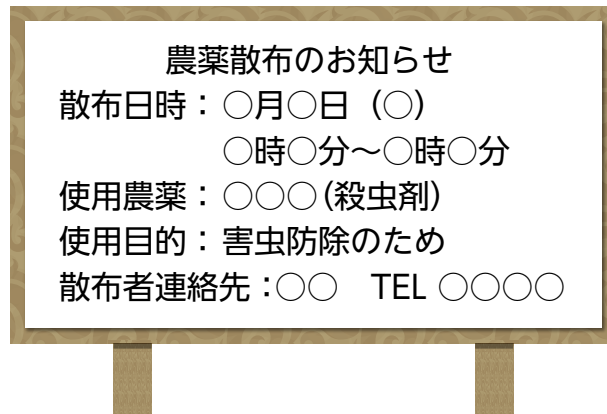 農薬散布のお知らせ
散布日時：○月○日（○）
○時○分～○時○分
使用農薬：○○○（殺虫剤）
使用目的：害虫防除のため
散布者連絡先：○○　TEL ○○○○